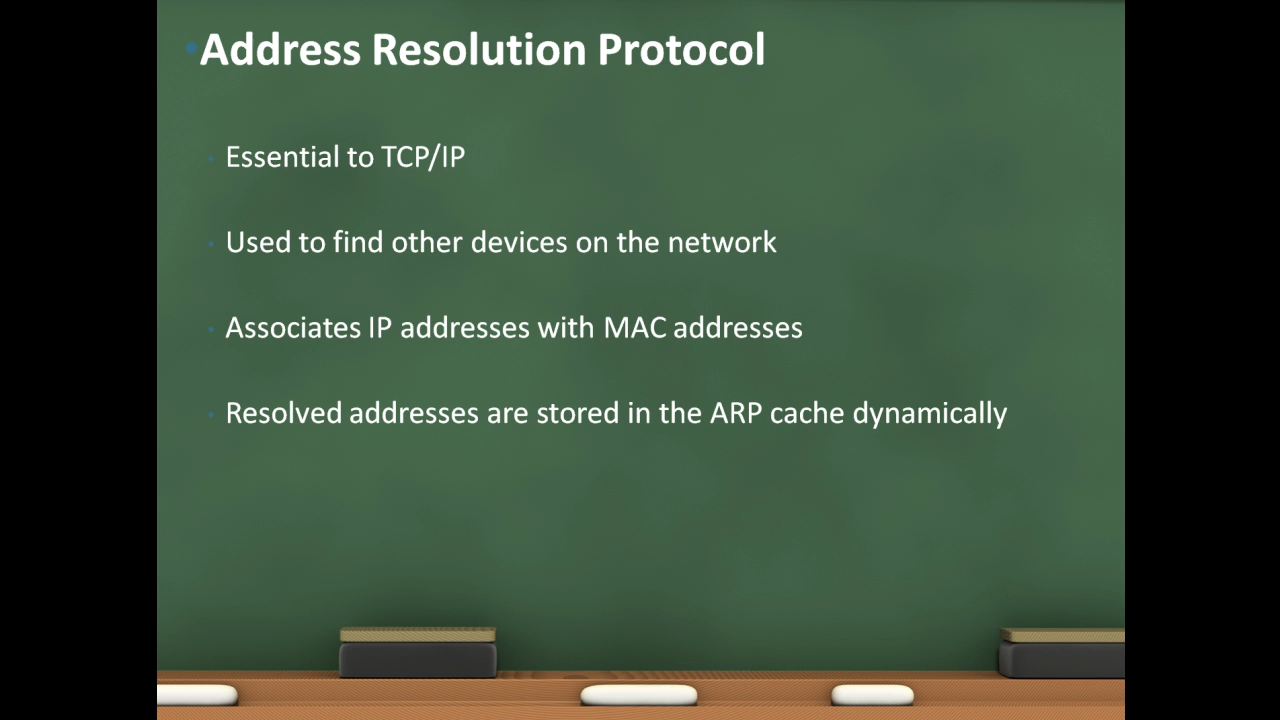 •Address Resolution Protocol
• Essential to TCP/IP
• Used to find other devices on the network
• Associates IP addresses with MAC addresses
• Resolved addresses are stored in the ARP cache dynamically